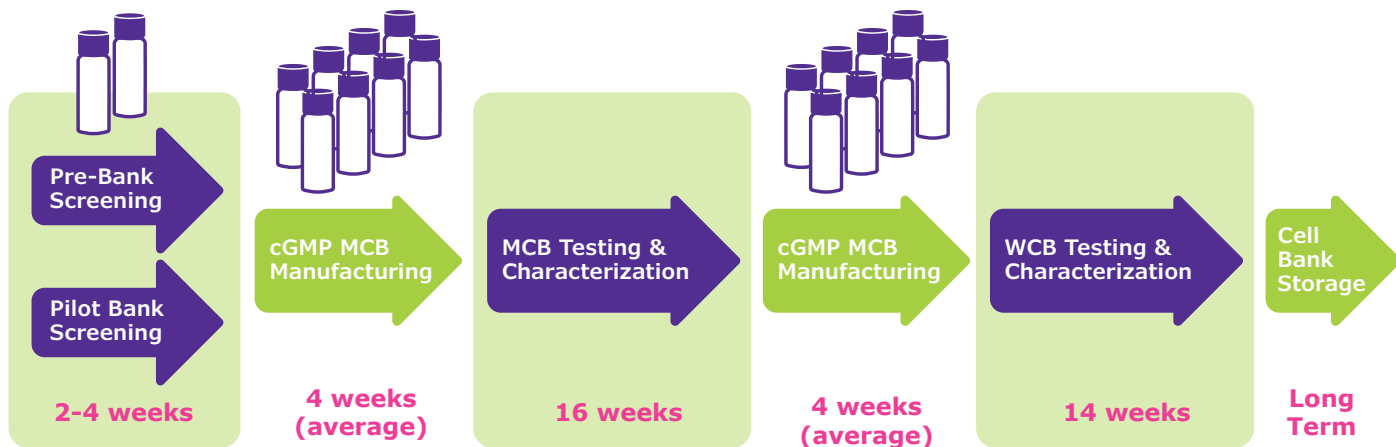 Pre-Bank
Screening
Pilot Bank
Screening
2-4 weeks
cGMP MCB
Manufacturing
4 weeks
(average)
MCB Testing &
Characterization
16 weeks
cGMP MCB
Manufacturing
4 weeks
(average)
WCB Testing &
Characterization
14 weeks
Cell
Bank
Storage
Long
Term